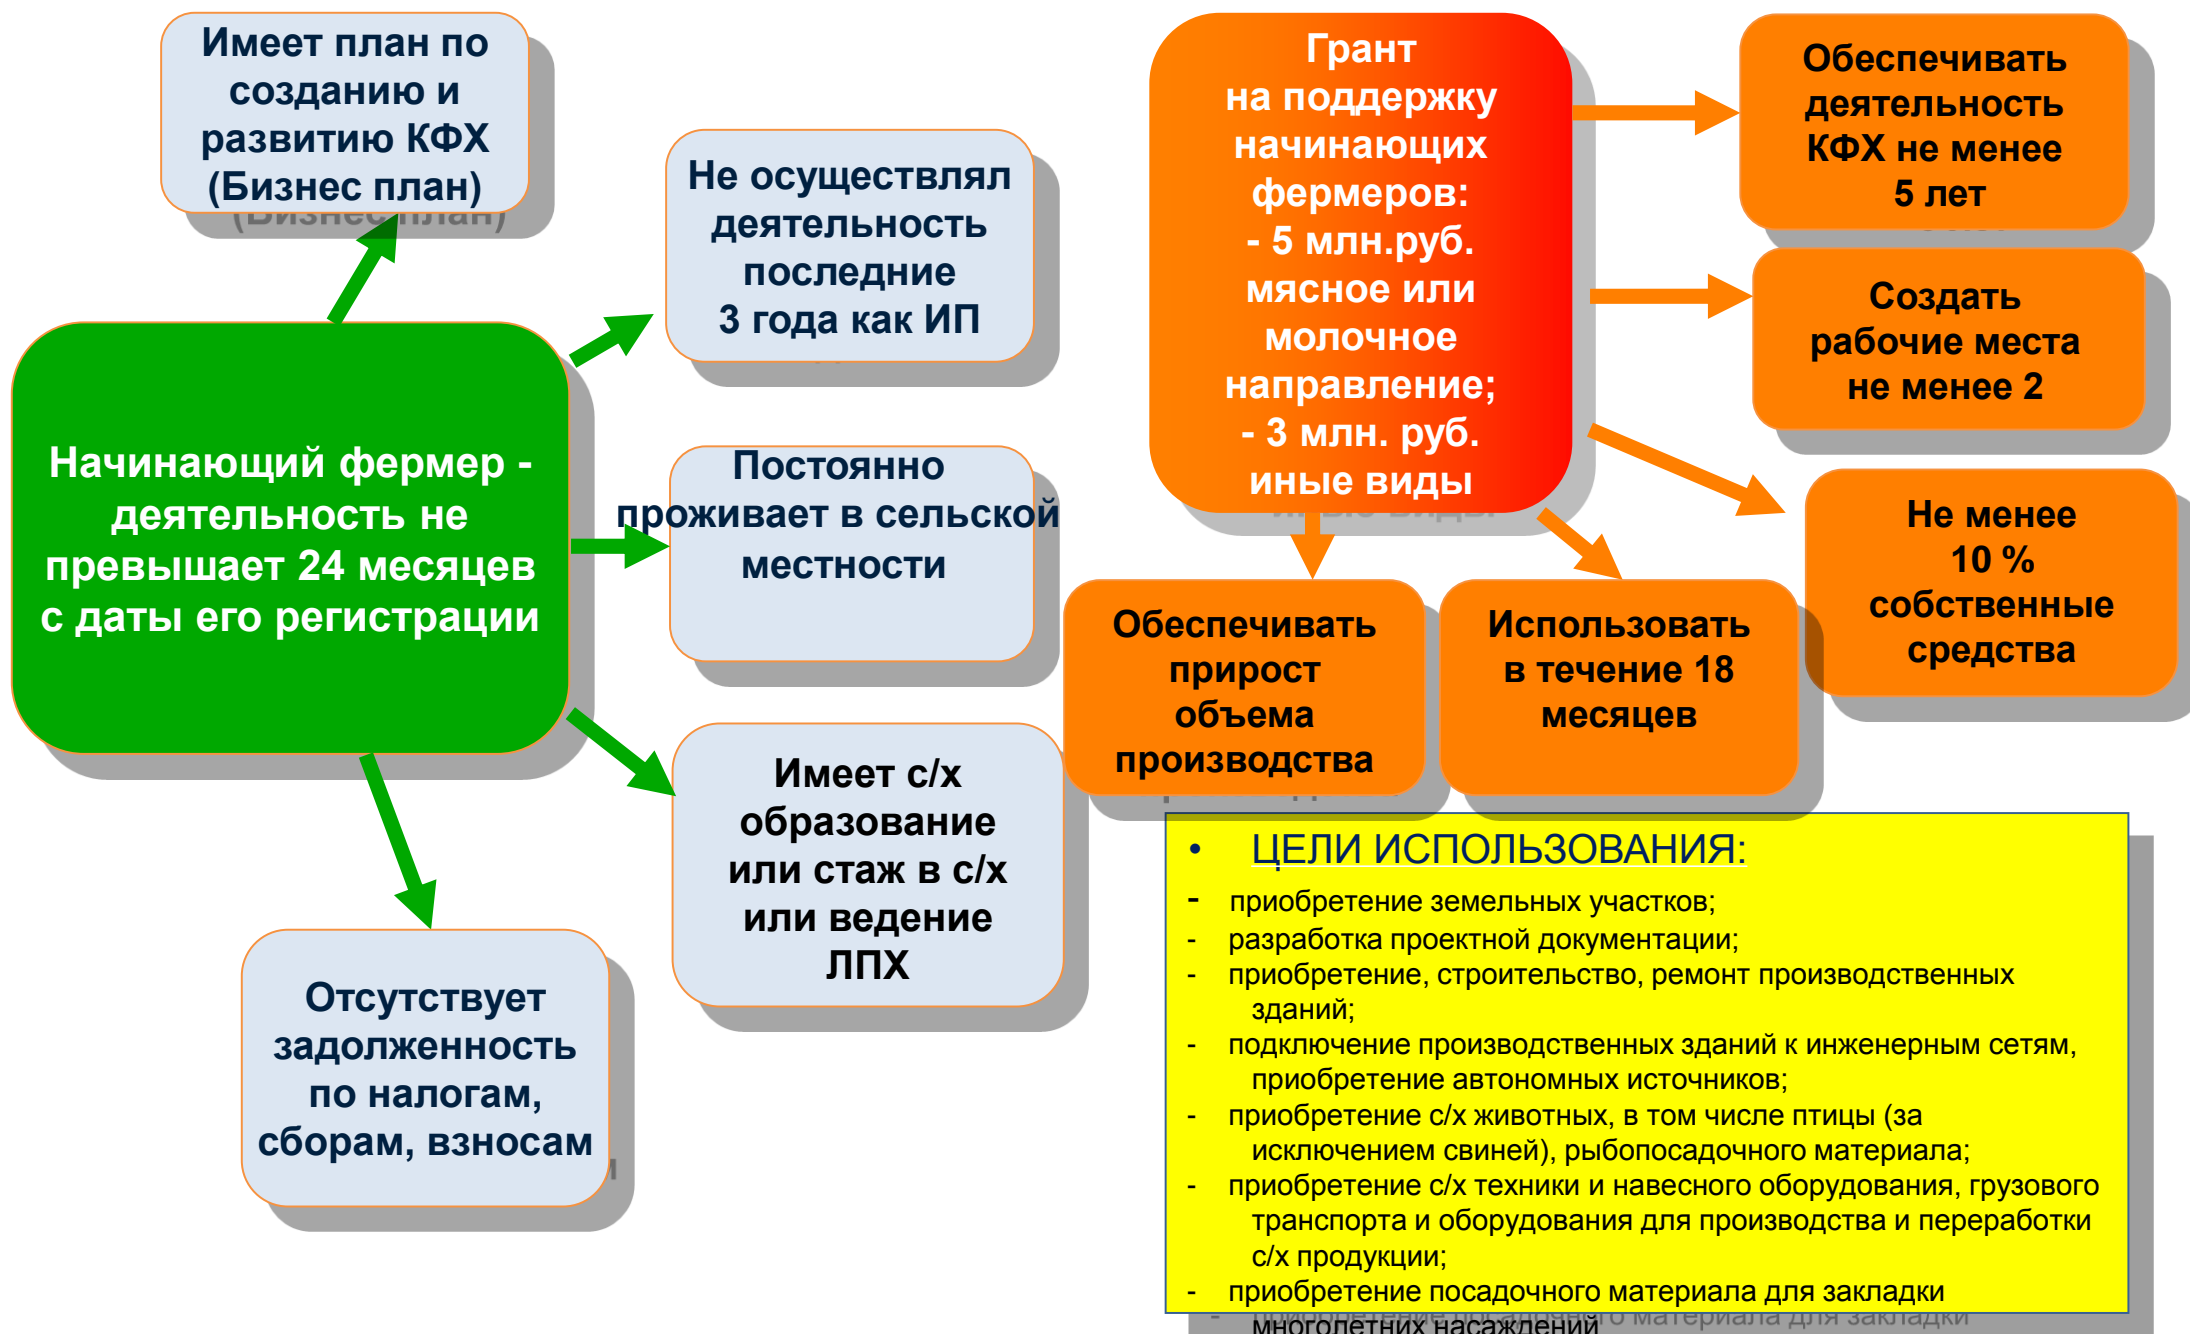 Имеет план по
созданию и
развитию КФХ
(Бизнес план)
Не осуществлял
деятельность
последние
3 года как ИП
Начинающий фермер -
деятельность не
превышает 24 месяцев
с даты его регистрации
Постоянно
проживает в сельской
местности
Имеет с/х
образование
или стаж в с/х
или ведение
ЛПХ
Отсутствует
задолженность
по налогам,
сборам, взносам
Грант
на поддержку
начинающих
фермеров:
- 5 млн.руб.
мясное или
молочное
направление;
- 3 млн. руб.
иные виды
Обеспечивать
деятельность
КФХ не менее
5 лет
Создать
рабочие места
не менее 2
Не менее
10 %
собственные
средства
Обеспечивать
прирост
объема
производства
Использовать
в течение 18
месяцев
• ЦЕЛИ ИСПОЛЬЗОВАНИЯ:
- приобретение земельных участков;
- разработка проектной документации;
- приобретение, строительство, ремонт производственных
зданий;
- подключение производственных зданий к инженерным сетям,
приобретение автономных источников;
- приобретение с/х животных, в том числе птицы (за
исключением свиней), рыбопосадочного материала;
- приобретение с/х техники и навесного оборудования, грузового
транспорта и оборудования для производства и переработки
с/х продукции;
- приобретение посадочного материала для закладки
многолетних насаждений